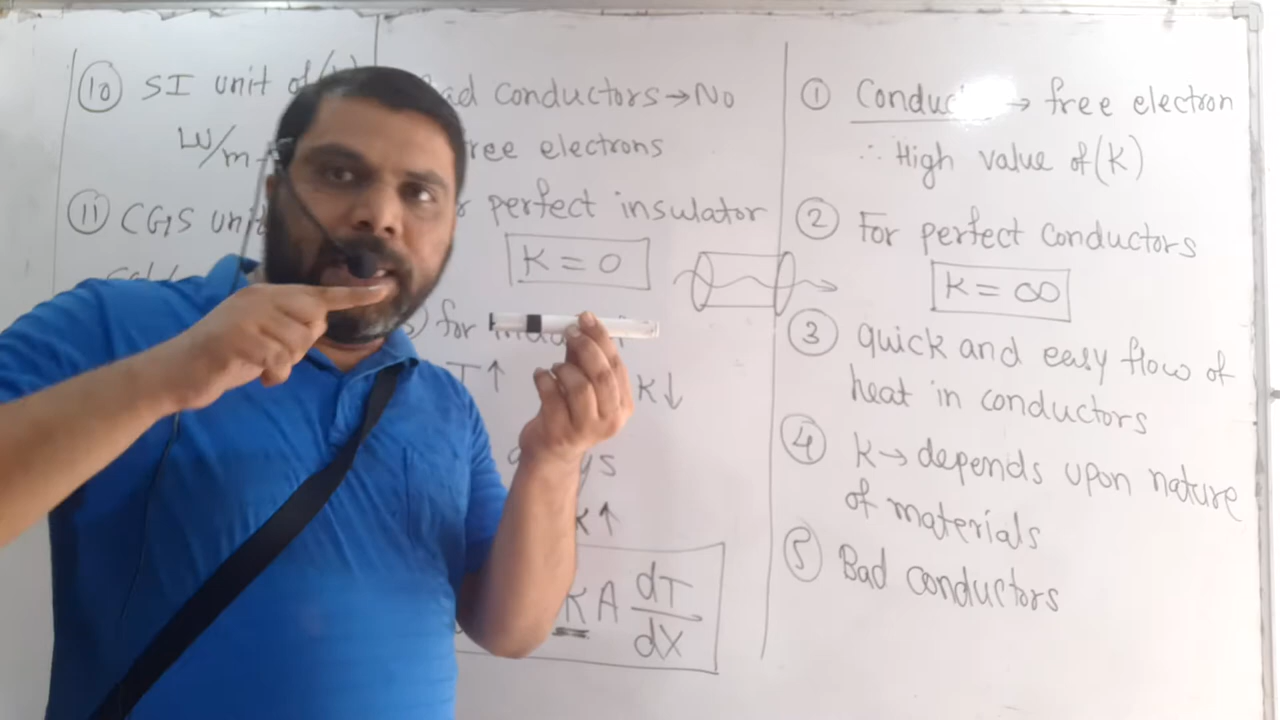 ① Conduc → free electron
∴ High value of (K)
② For perfect conductors
K = ∞
③ quick and easy flow of
heat in conductors
④ K → depends upon nature
of materials
⑤ Bad conductors
ad conductors → No
ree electrons
r perfect insulator
K = 0
) for
T↑ K↓
ys
K↑
K A dT/dX
⑩ SI unit of (
W/m
⑪ CGS unit